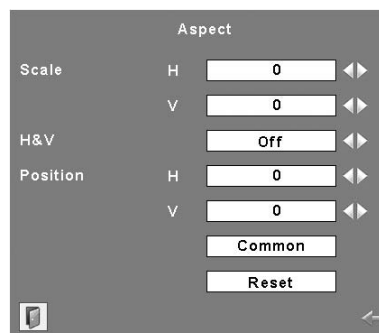 Aspect
Scale H 0
V 0
H&V Off
Position H 0
V 0
Common
Reset